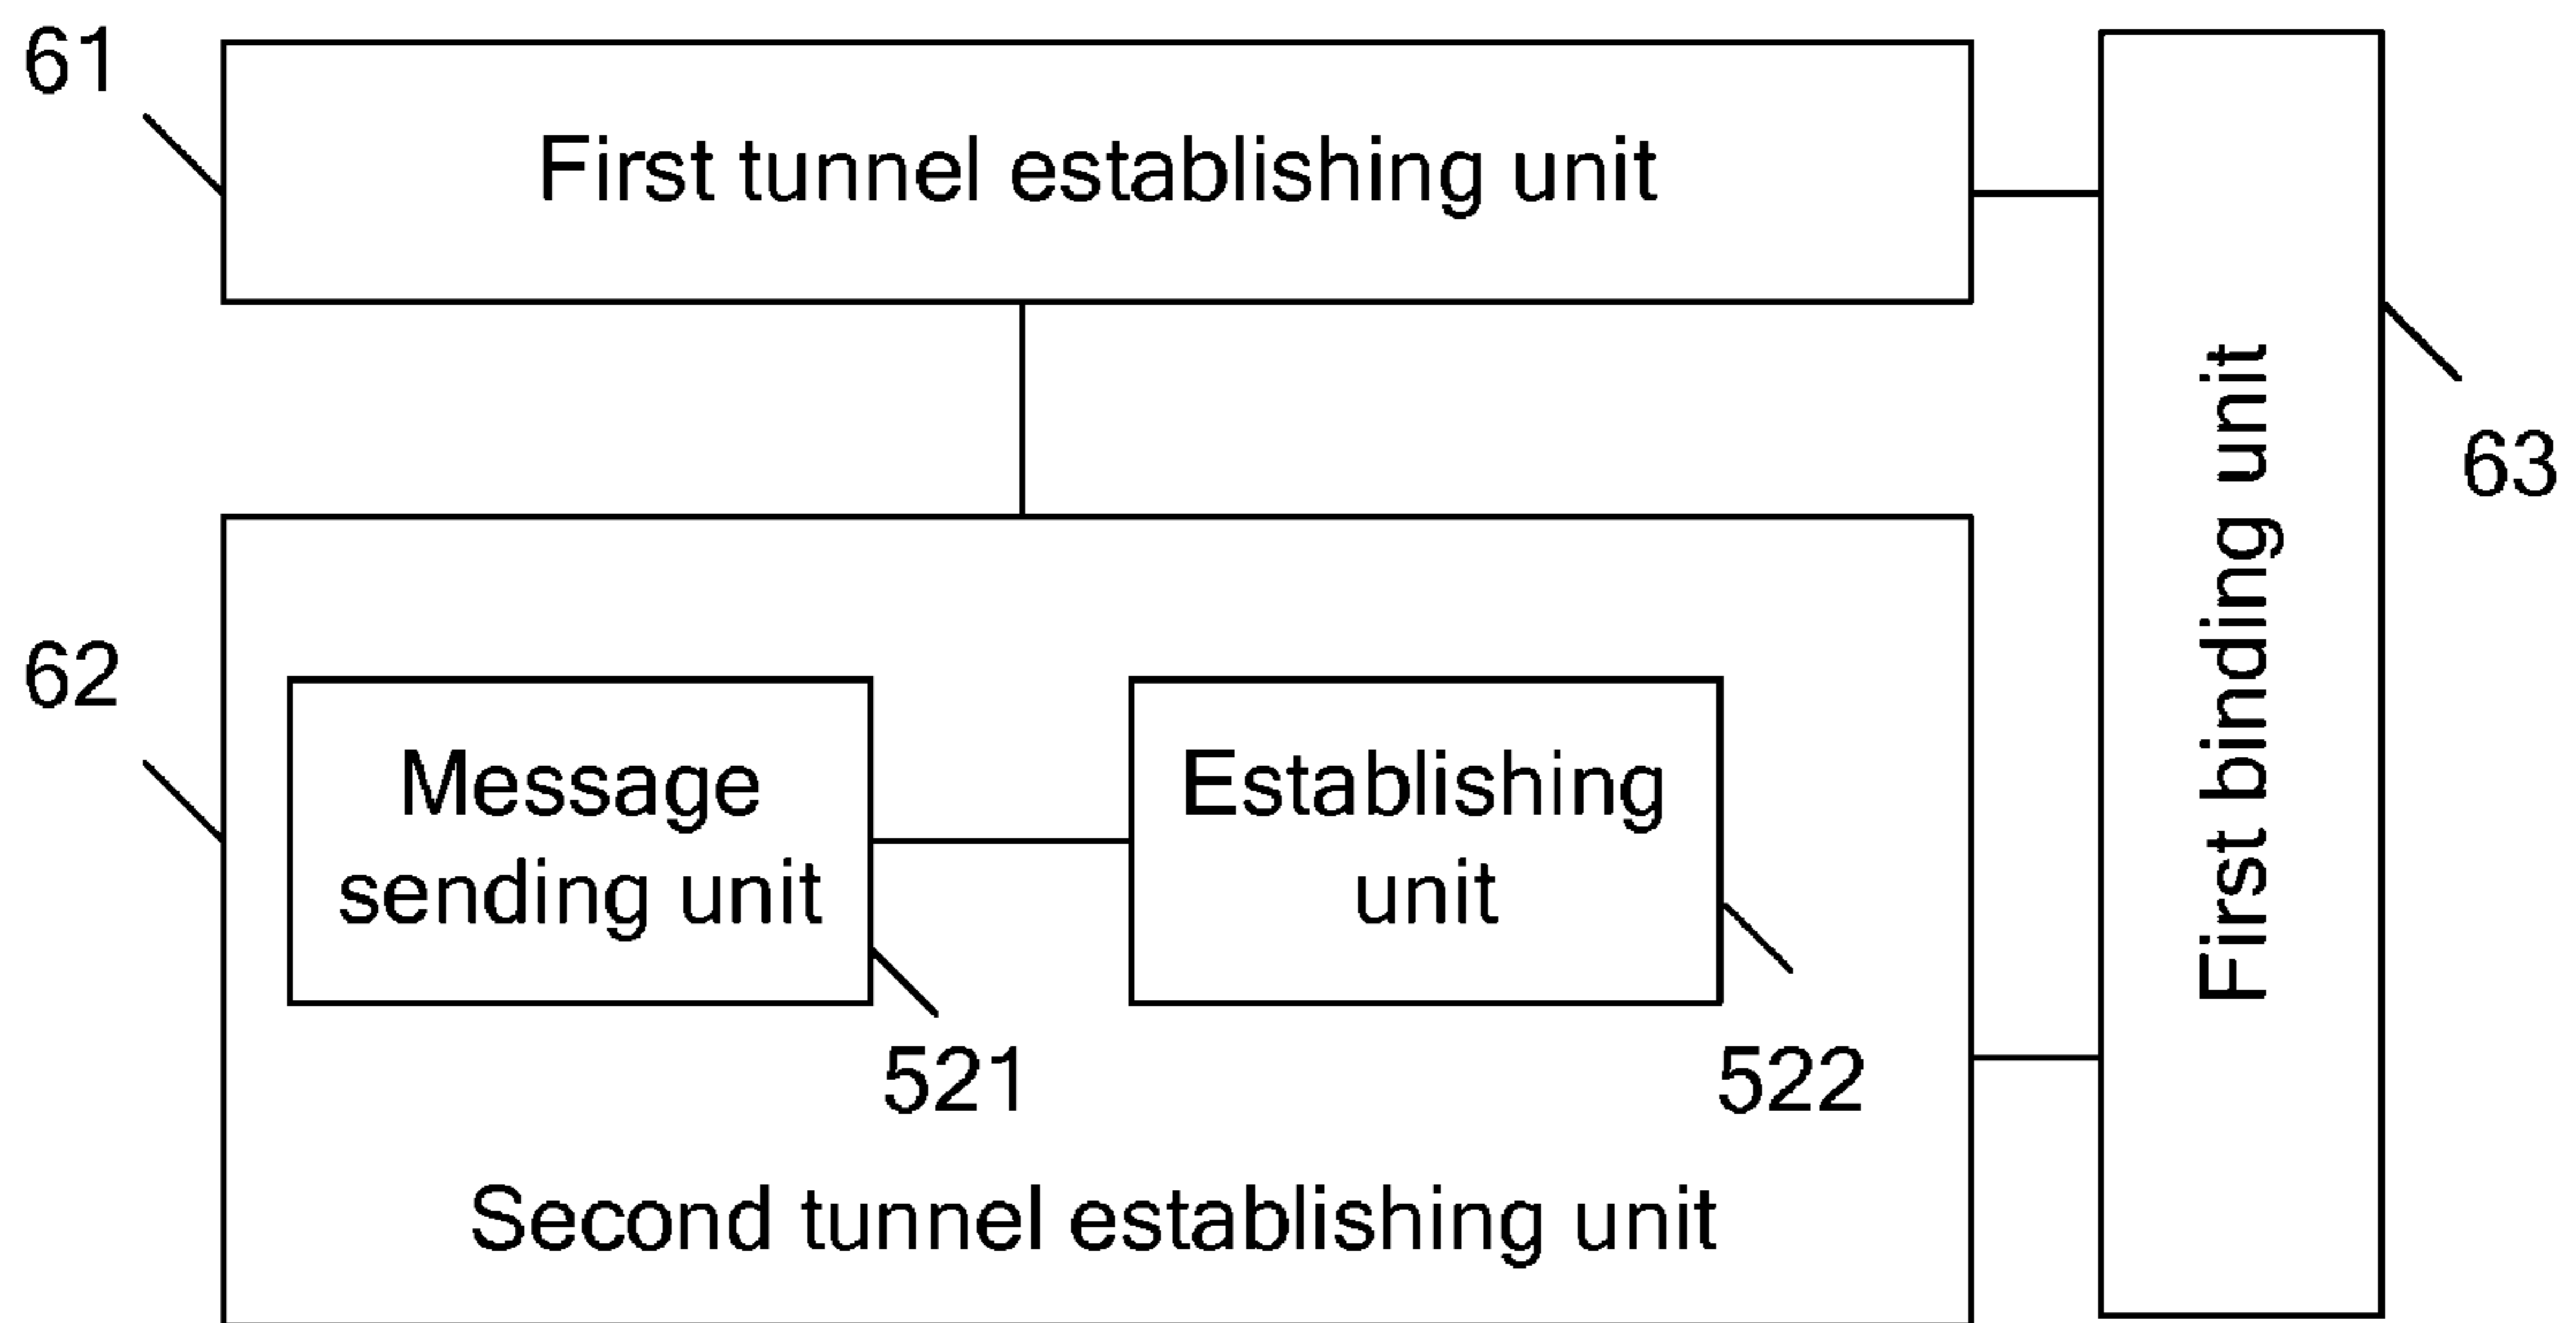 61
First tunnel establishing unit
First binding unit
63
62
Message
sending unit
Establishing
unit
521
522
Second tunnel establishing unit